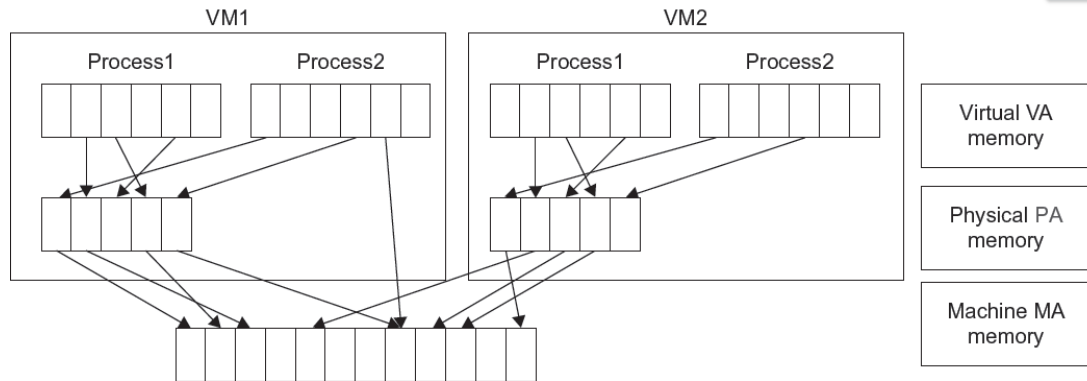 VM1
VM2
Process1
Process2
Process1
Process2
Virtual VA
memory
Physical PA
memory
Machine MA
memory